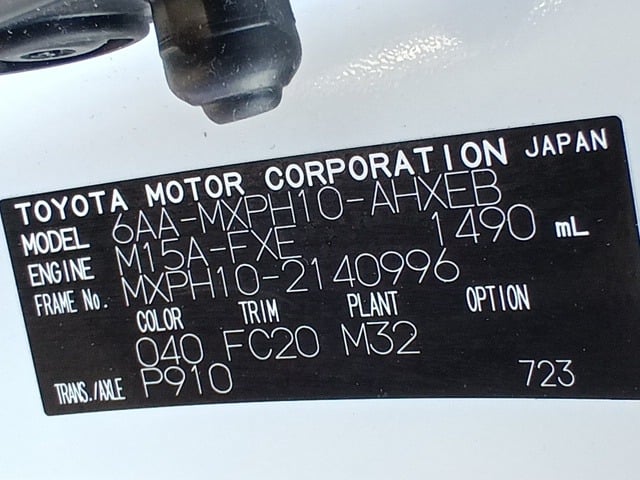 TOYOTA MOTOR CORPORATION JAPAN
MODEL 6AA-MXPH10-AHXEB
ENGINE M15A-FXE 1490 mL
FRAME No. MXPH10-2140996
COLOR TRIM PLANT OPTION
040 FC20 M32
TRANS./AXLE P910 723